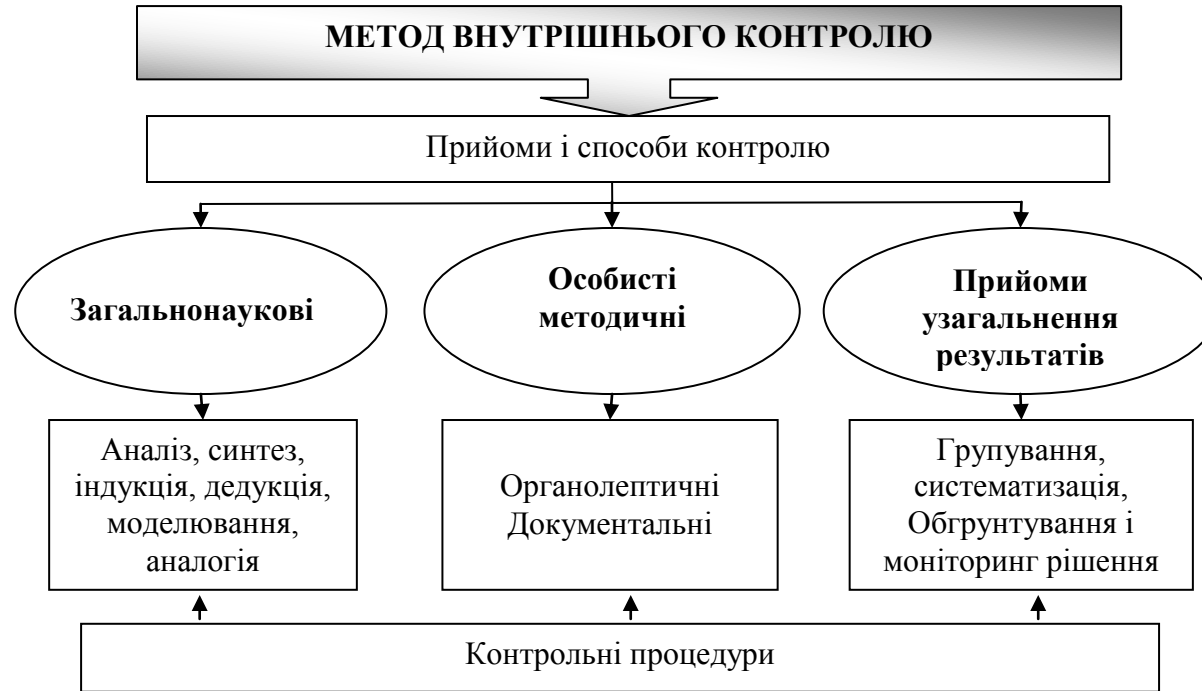 МЕТОД ВНУТРІШНЬОГО КОНТРОЛЮ
Прийоми і способи контролю
Загальнонаукові
Особисті
методичні
Прийоми
узагальнення
результатів
Аналіз, синтез,
індукція, дедукція,
моделювання,
аналогія
Органолептичні
Документальні
Групування,
систематизація,
Обгрунтування і
моніторинг рішення
Контрольні процедури